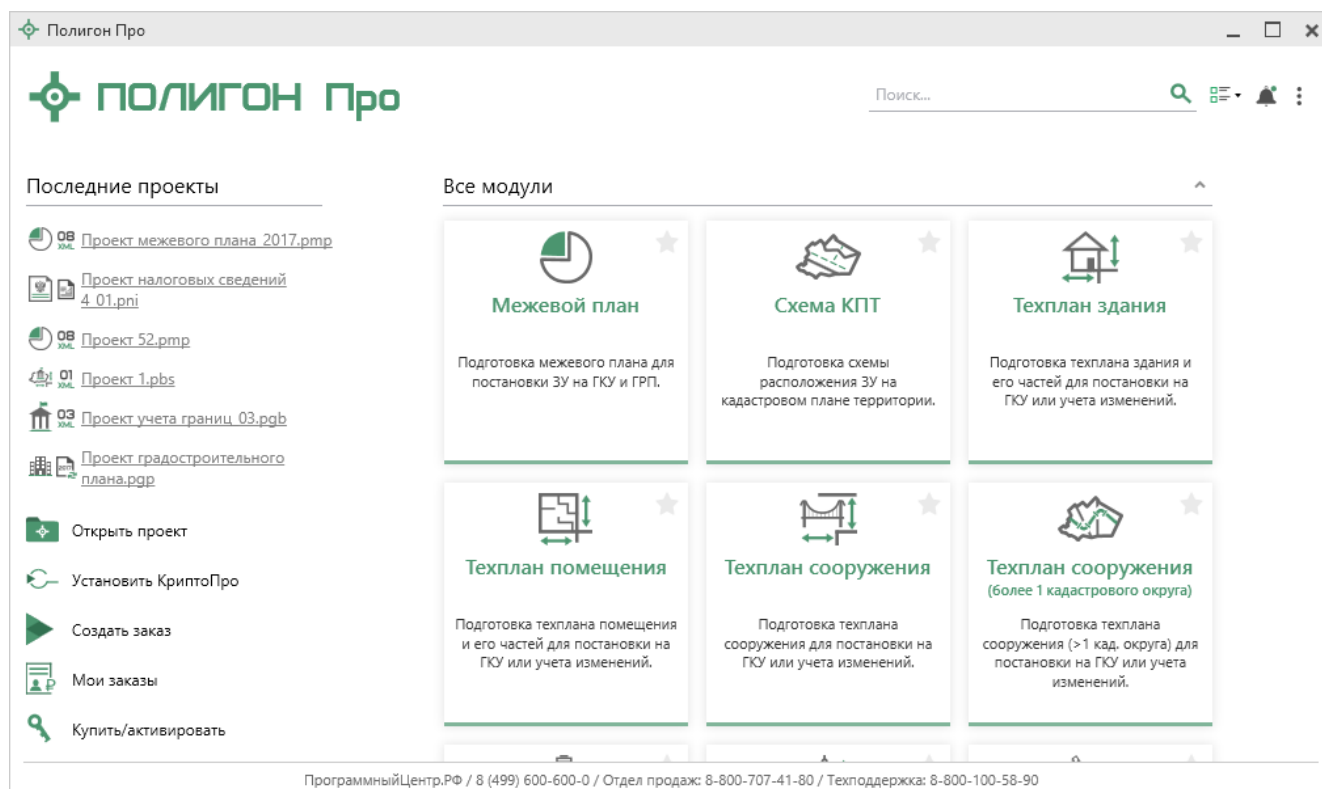 Полигон Про
ПОЛИГОН Про
Поиск...
Последние проекты
08 XML Проект межевого плана_2017.pmp
Проект налоговых сведений
4_01.pni
08 XML Проект 52.pmp
01 XML Проект 1.pbs
03 XML Проект учета границ_03.pgb
2017 Проект градостроительного
плана.pgp
Открыть проект
Установить КриптоПро
Создать заказ
Мои заказы
Купить/активировать
Все модули
Межевой план
Подготовка межевого плана для
постановки ЗУ на ГКУ и ГРП.
Схема КПТ
Подготовка схемы
расположения ЗУ на
кадастровом плане территории.
Техплан здания
Подготовка техплана здания и
его частей для постановки на
ГКУ или учета изменений.
Техплан помещения
Подготовка техплана помещения
и его частей для постановки на
ГКУ или учета изменений.
Техплан сооружения
Подготовка техплана
сооружения для постановки на
ГКУ или учета изменений.
Техплан сооружения
(более 1 кадастрового округа)
Подготовка техплана
сооружения (>1 кад. округа) для
постановки на ГКУ или учета
изменений.
ПрограммныйЦентр.РФ / 8 (499) 600-600-0 / Отдел продаж: 8-800-707-41-80 / Техподдержка: 8-800-100-58-90